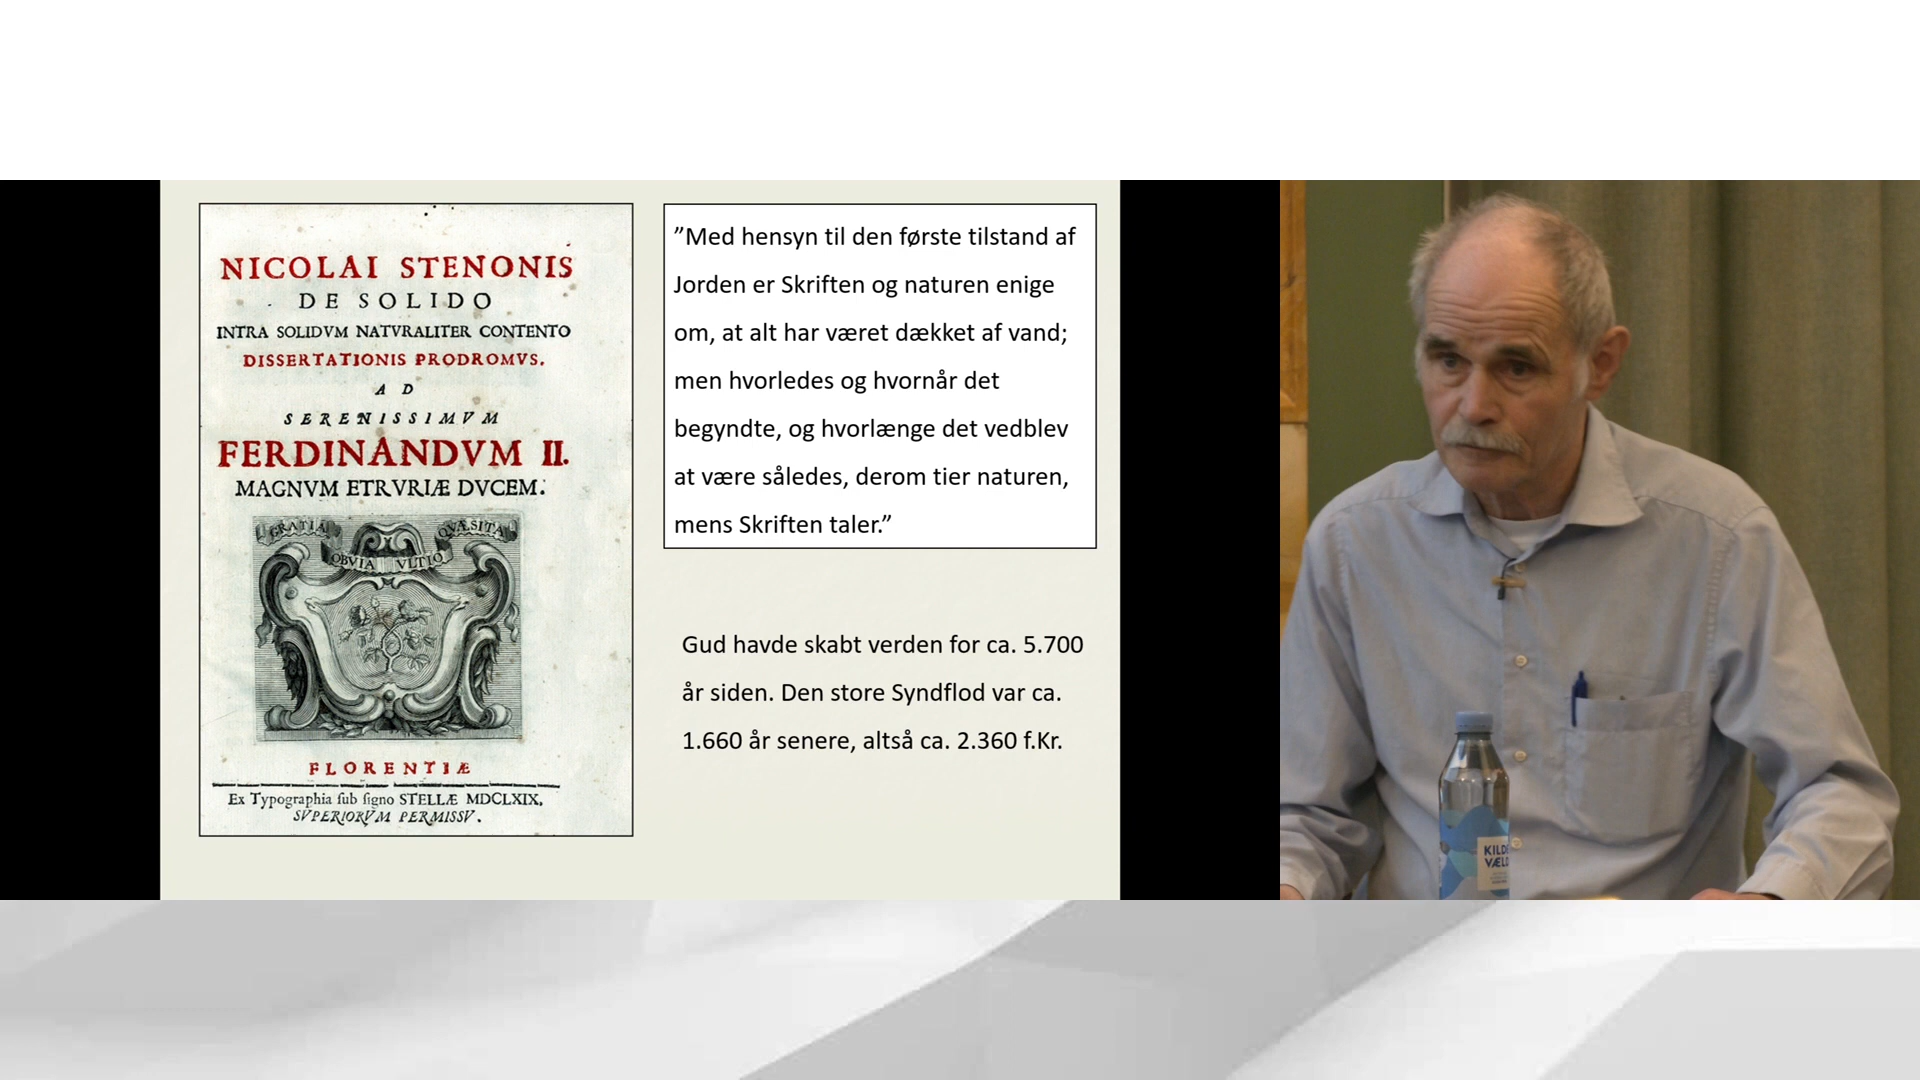 NICOLAI STENONIS
DE SOLIDO
INTRA SOLIDVM NATVRALITER CONTENTO
DISSERTATIONIS PRODROMVS.
AD
SERENISSIMVM
FERDINANDVM II.
MAGNVM ETRVRIÆ DVCEM.
GRATIA OBVIA VLTIO QVÆSITA
FLORENTIÆ
Ex Typographia ſub ſigno STELLÆ MDCLXIX.
SVPERIORVM PERMISSV.
”Med hensyn til den første tilstand af
Jorden er Skriften og naturen enige
om, at alt har været dækket af vand;
men hvorledes og hvornår det
begyndte, og hvorlænge det vedblev
at være således, derom tier naturen,
mens Skriften taler.”
Gud havde skabt verden for ca. 5.700
år siden. Den store Syndflod var ca.
1.660 år senere, altså ca. 2.360 f.Kr.
KILDE
VÆLD